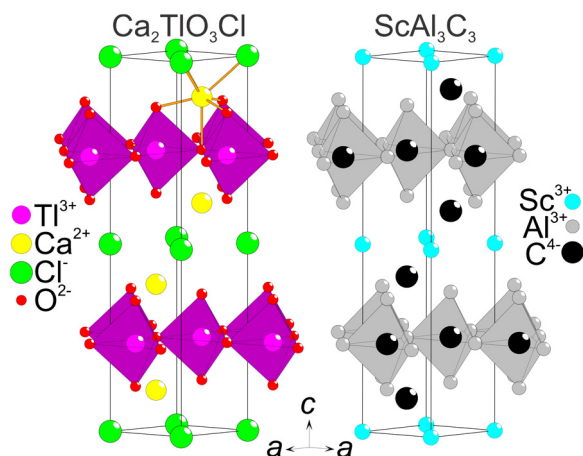 Ca₂TlO₃Cl
ScAl₃C₃
Tl³⁺
Ca²⁺
Cl⁻
O²⁻
Sc³⁺
Al³⁺
C⁴⁻
c
a a